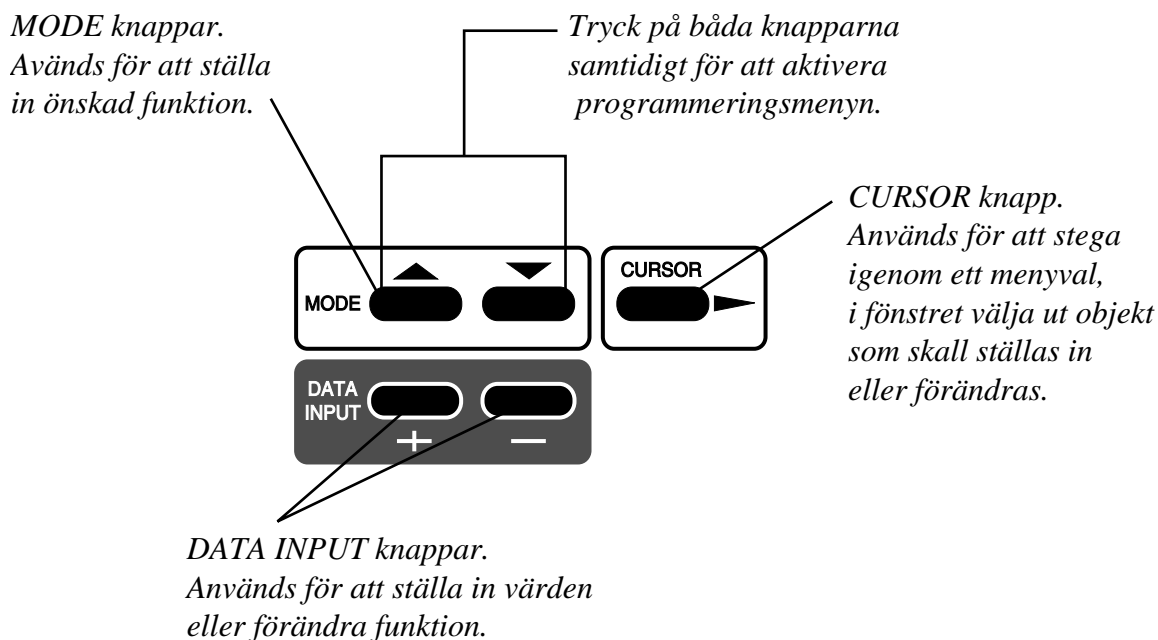 MODE knappar.
Avänds för att ställa
in önskad funktion.
Tryck på båda knapparna
samtidigt för att aktivera
programmeringsmenyn.
CURSOR knapp.
Används för att stega
igenom ett menyval,
i fönstret välja ut objekt
som skall ställas in
eller förändras.
MODE
CURSOR
DATA
INPUT
+
—
DATA INPUT knappar.
Används för att ställa in värden
eller förändra funktion.